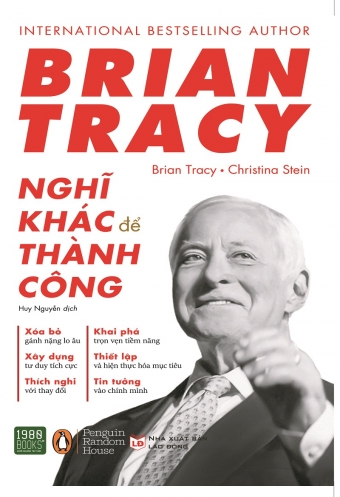 INTERNATIONAL BESTSELLING AUTHOR
BRIAN
TRACY
Brian Tracy • Christina Stein
NGHĨ
KHÁC để
THÀNH
CÔNG
Huy Nguyễn dịch
Xóa bỏ
gánh nặng lo âu
Xây dựng
tư duy tích cực
Thích nghi
với thay đổi
Khai phá
trọn vẹn tiềm năng
Thiết lập
và hiện thực hóa mục tiêu
Tin tưởng
vào chính mình
1980
BOOKS
Penguin
Random
House
LĐ
NHÀ XUẤT BẢN
LAO ĐỘNG